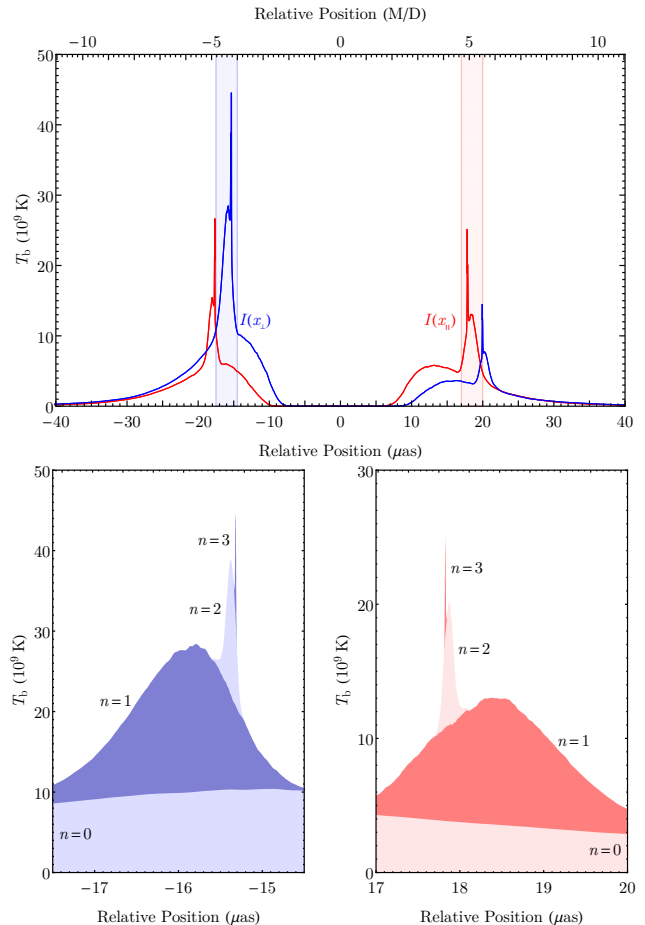 Relative Position (M/D)
−10 −5 0 5 10
50
40
30
20
10
0
T_b (10^9 K)
I(x_⊥)
I(x_∥)
−40 −30 −20 −10 0 10 20 30 40
Relative Position (μas)
50
40
30
20
10
0
T_b (10^9 K)
n=3
n=2
n=1
n=0
−17 −16 −15
Relative Position (μas)
30
20
10
0
T_b (10^9 K)
n=3
n=2
n=1
n=0
17 18 19 20
Relative Position (μas)